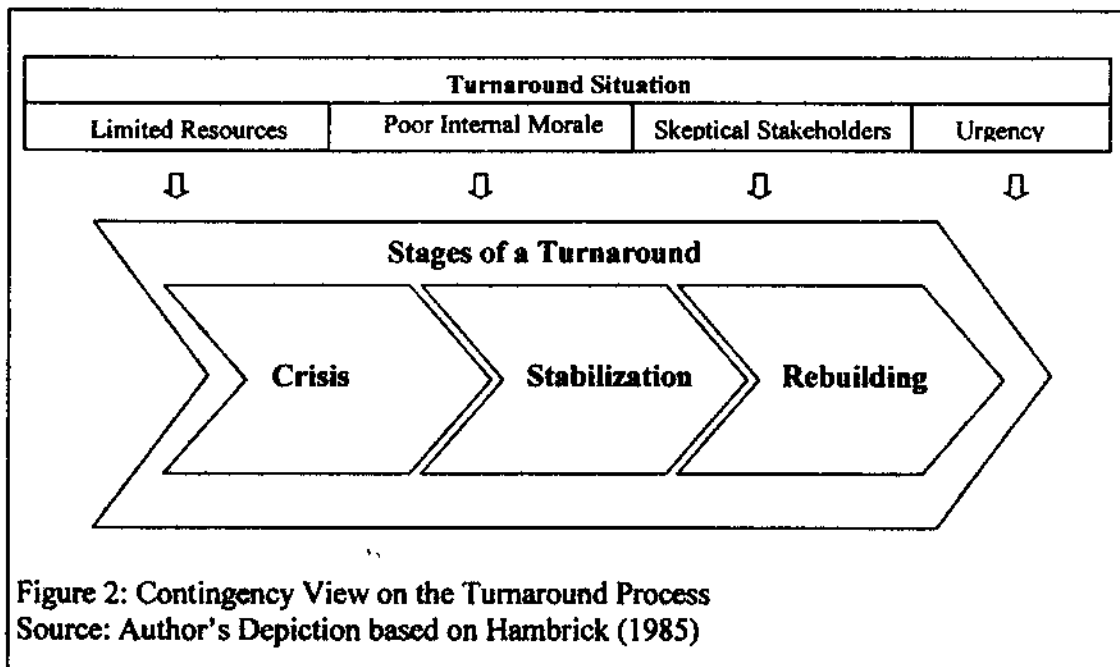 Turnaround Situation
Limited Resources Poor Internal Morale Skeptical Stakeholders Urgency
Stages of a Turnaround
Crisis Stabilization Rebuilding
Figure 2: Contingency View on the Turnaround Process
Source: Author's Depiction based on Hambrick (1985)